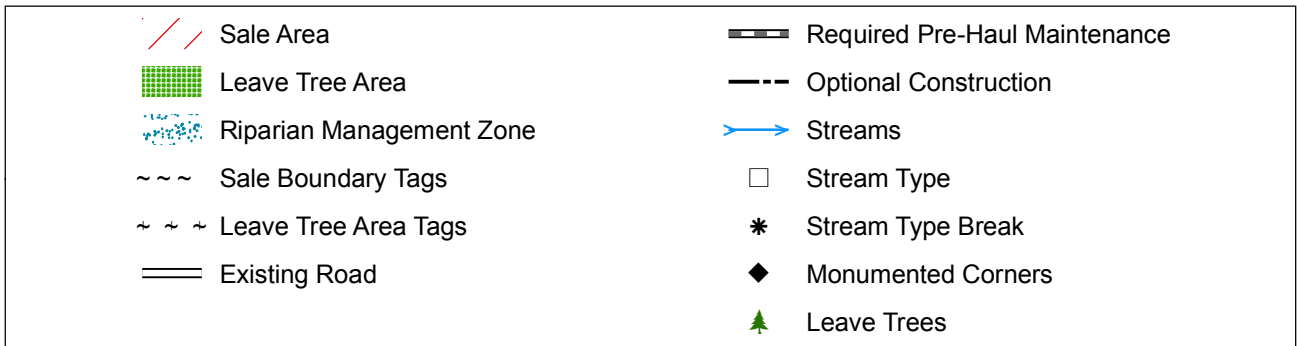 Sale Area
Leave Tree Area
Riparian Management Zone
Sale Boundary Tags
Leave Tree Area Tags
Existing Road
Required Pre-Haul Maintenance
Optional Construction
Streams
Stream Type
Stream Type Break
Monumented Corners
Leave Trees